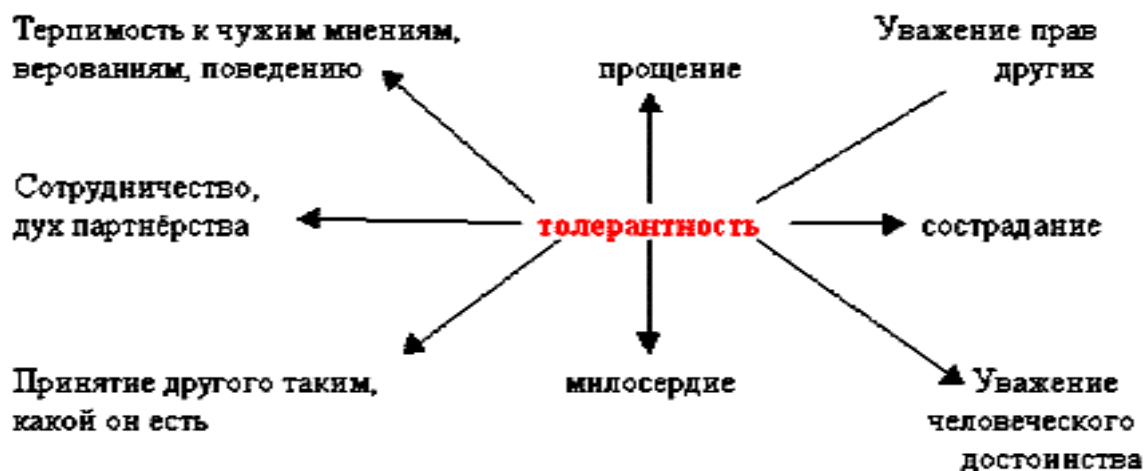 Терпимость к чужим мнениям,
верованиям, поведению
прощение
Уважение прав
других
Сотрудничество,
дух партнёрства
толерантность
сострадание
Принятие другого таким,
какой он есть
милосердие
Уважение
человеческого
достоинства